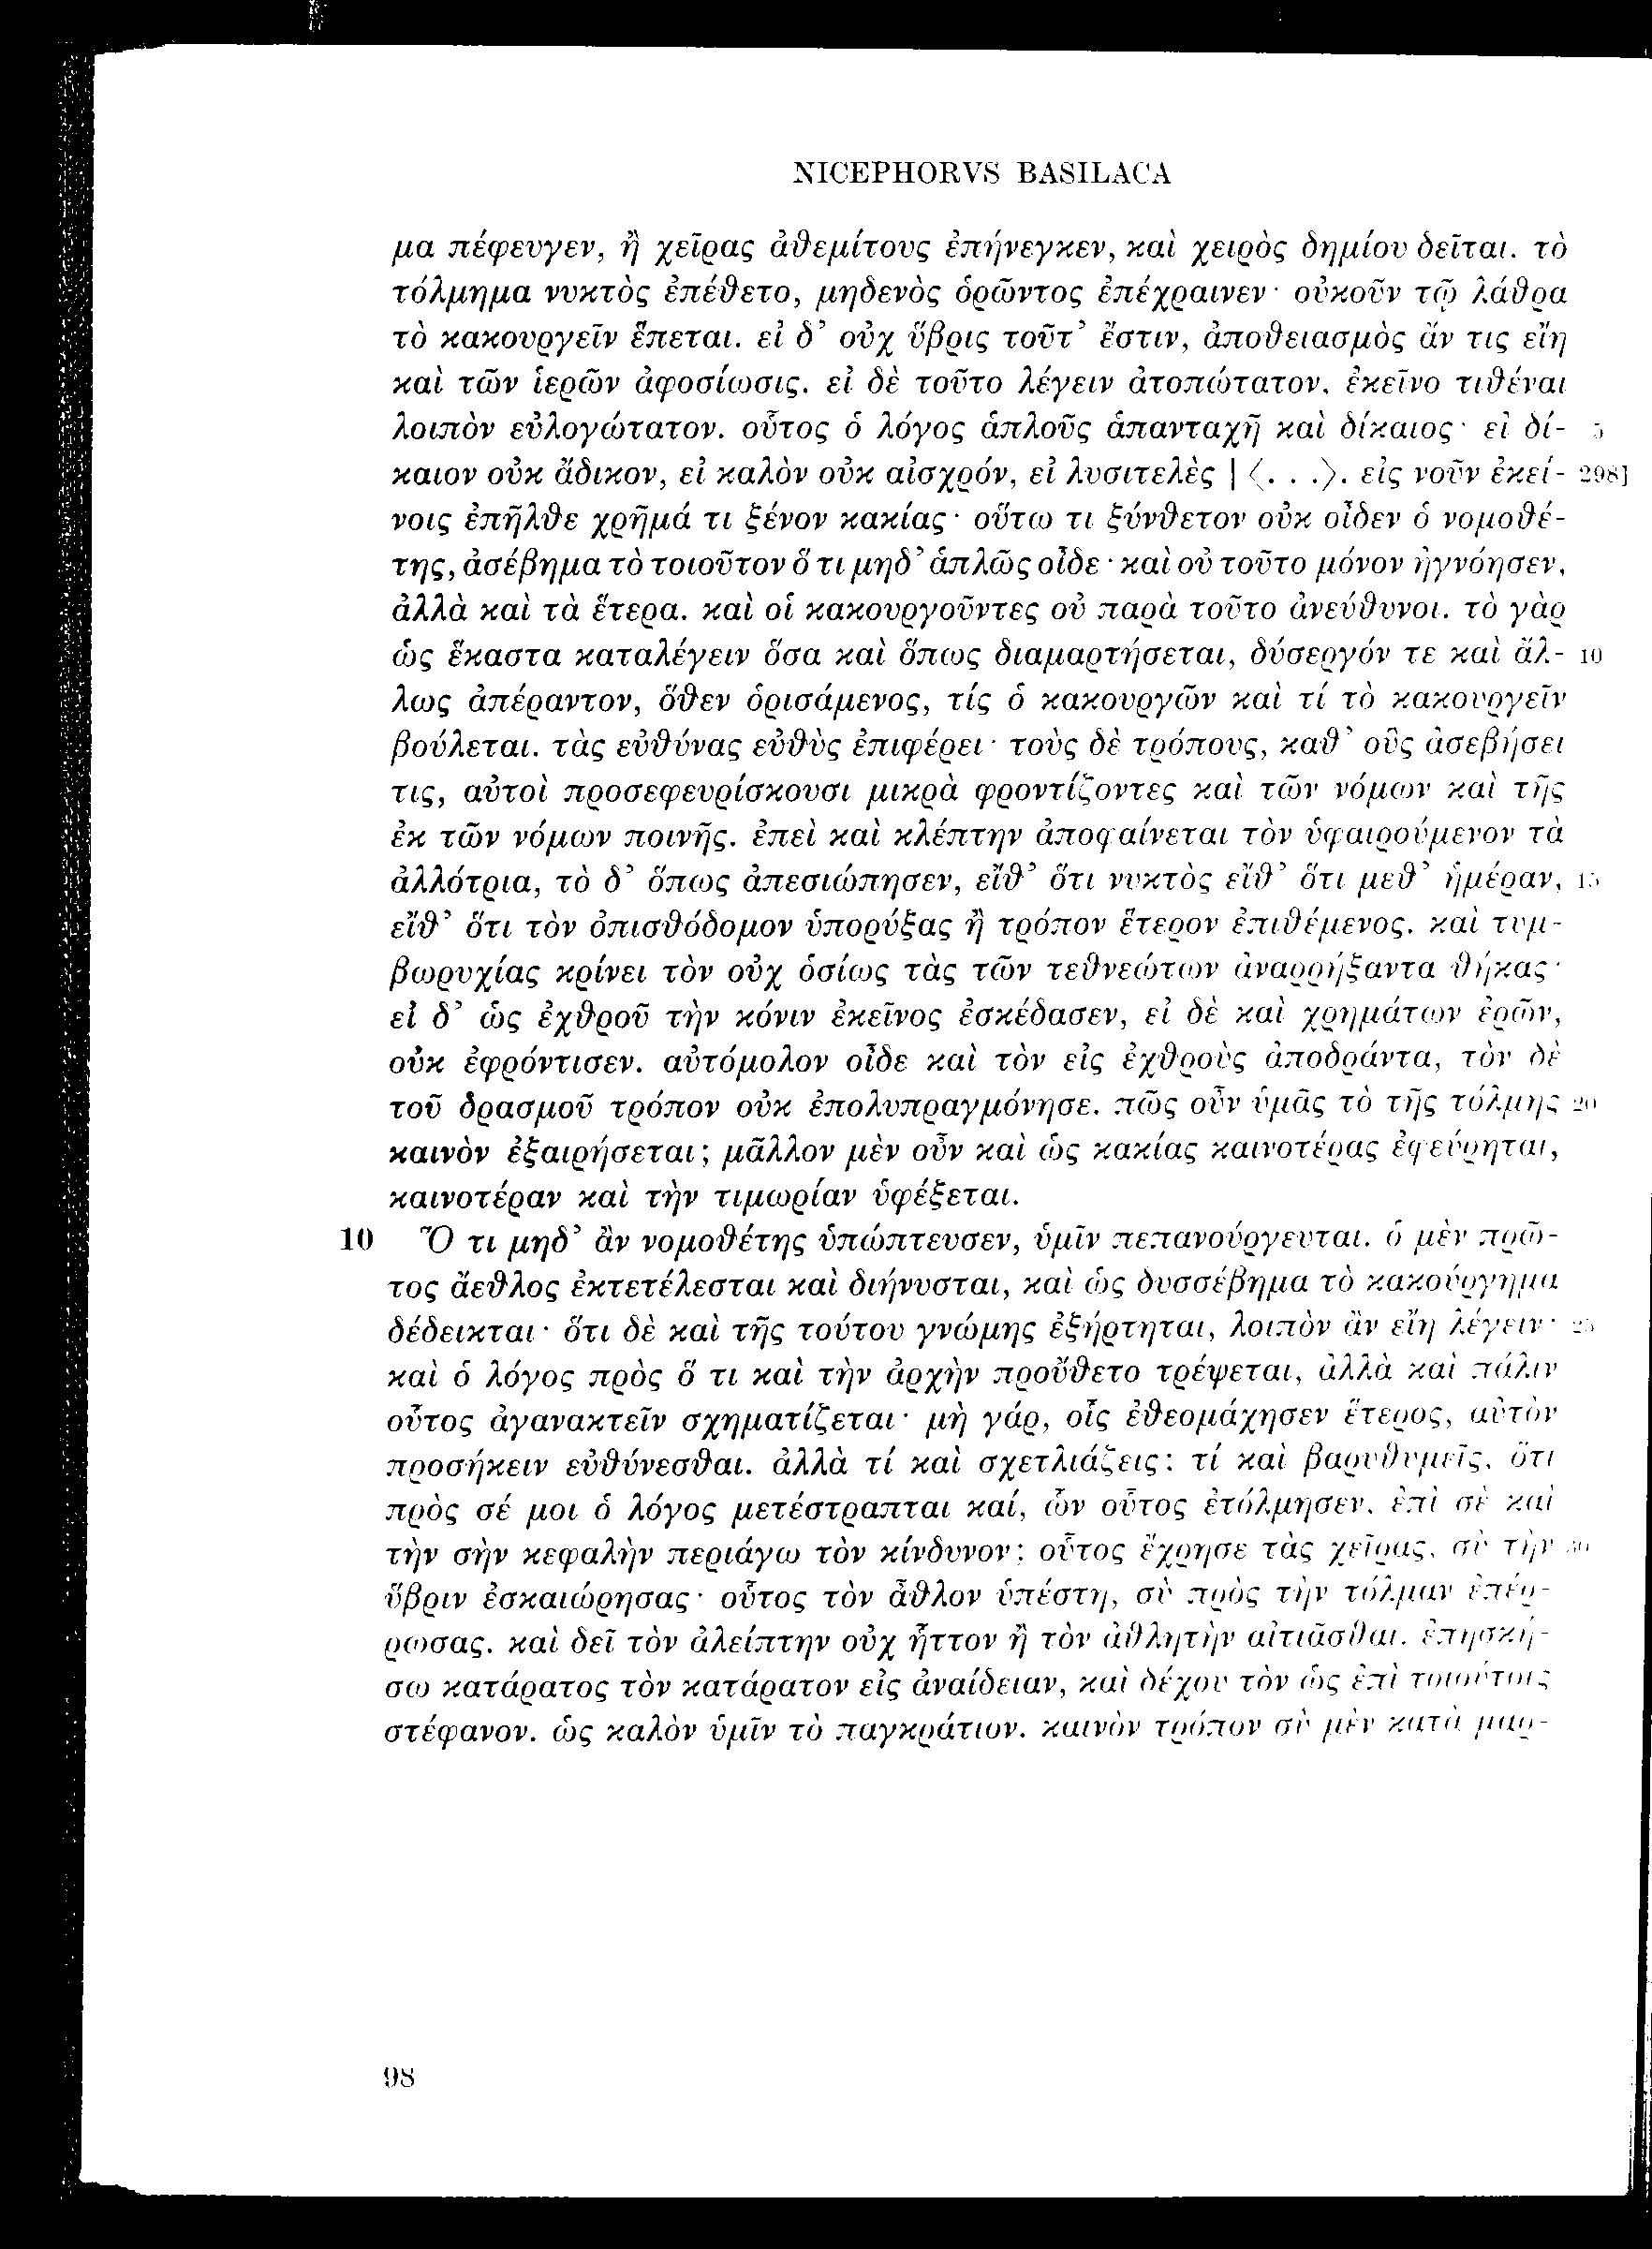 NICEPHORVS BASILACA
μα πέφευγεν, ἢ χεῖρας ἀθεμίτους ἐπήνεγκεν, καὶ χειρὸς δημίου δεῖται. τὸ
τόλμημα νυκτὸς ἐπέθετο, μηδενὸς ὁρῶντος ἐπέχραινεν· οὐκοῦν τῷ λάθρα
τὸ κακουργεῖν ἕπεται. εἰ δ’ οὐχ ὕβρις τοῦτ’ ἔστιν, ἀποθειασμὸς ἄν τις εἴη
καὶ τῶν ἱερῶν ἀφοσίωσις. εἰ δὲ τοῦτο λέγειν ἀτοπώτατον, ἐκεῖνο τιθέναι
λοιπὸν εὐλογώτατον. οὗτος ὁ λόγος ἁπλοῦς ἁπανταχῆ καὶ δίκαιος· εἰ δί- 5
καιον οὐκ ἄδικον, εἰ καλὸν οὐκ αἰσχρόν, εἰ λυσιτελὲς | ⟨. . .⟩. εἰς νοῦν ἐκεί- 298]
νοις ἐπῆλθε χρῆμά τι ξένον κακίας· οὕτω τι ξύνθετον οὐκ οἶδεν ὁ νομοθέ-
της, ἀσέβημα τὸ τοιοῦτον ὅ τι μηδ’ ἁπλῶς οἶδε· καὶ οὐ τοῦτο μόνον ἠγνόησεν,
ἀλλὰ καὶ τὰ ἕτερα. καὶ οἱ κακουργοῦντες οὐ παρὰ τοῦτο ἀνεύθυνοι. τὸ γὰρ
ὡς ἕκαστα καταλέγειν ὅσα καὶ ὅπως διαμαρτήσεται, δύσεργόν τε καὶ ἄλ- 10
λως ἀπέραντον, ὅθεν ὁρισάμενος, τίς ὁ κακουργῶν καὶ τί τὸ κακουργεῖν
βούλεται. τὰς εὐθύνας εὐθὺς ἐπιφέρει· τοὺς δὲ τρόπους, καθ’ οὓς ἀσεβήσει
τις, αὐτοὶ προσεφευρίσκουσι μικρὰ φροντίζοντες καὶ τῶν νόμων καὶ τῆς
ἐκ τῶν νόμων ποινῆς. ἐπεὶ καὶ κλέπτην ἀποφαίνεται τὸν ὑφαιρούμενον τὰ
ἀλλότρια, τὸ δ’ ὅπως ἀπεσιώπησεν, εἴθ’ ὅτι νυκτὸς εἴθ’ ὅτι μεθ’ ἡμέραν, 15
εἴθ’ ὅτι τὸν ὀπισθόδομον ὑπορύξας ἢ τρόπον ἕτερον ἐπιθέμενος. καὶ τυμ-
βωρυχίας κρίνει τὸν οὐχ ὁσίως τὰς τῶν τεθνεώτων ἀναρρήξαντα θήκας·
εἰ δ’ ὡς ἐχθροῦ τὴν κόνιν ἐκεῖνος ἐσκέδασεν, εἰ δὲ καὶ χρημάτων ἐρῶν,
οὐκ ἐφρόντισεν. αὐτόμολον οἶδε καὶ τὸν εἰς ἐχθροὺς ἀποδράντα, τὸν δὲ
τοῦ δρασμοῦ τρόπον οὐκ ἐπολυπραγμόνησε. πῶς οὖν ὑμᾶς τὸ τῆς τόλμης 20
καινὸν ἐξαιρήσεται; μᾶλλον μὲν οὖν καὶ ὡς κακίας καινοτέρας ἐφεύρηται,
καινοτέραν καὶ τὴν τιμωρίαν ὑφέξεται.
10 Ὅ τι μηδ’ ἂν νομοθέτης ὑπώπτευσεν, ὑμῖν πεπανούργευται. ὁ μὲν πρῶ-
τος ἄεθλος ἐκτετέλεσται καὶ διήνυσται, καὶ ὡς δυσσέβημα τὸ κακούργημα
δέδεικται· ὅτι δὲ καὶ τῆς τούτου γνώμης ἐξήρτηται, λοιπὸν ἂν εἴη λέγειν· 25
καὶ ὁ λόγος πρὸς ὅ τι καὶ τὴν ἀρχὴν προὔθετο τρέψεται, ἀλλὰ καὶ πάλιν
οὗτος ἀγανακτεῖν σχηματίζεται· μὴ γάρ, οἷς ἐθεομάχησεν ἕτερος, αὐτὸν
προσήκειν εὐθύνεσθαι. ἀλλὰ τί καὶ σχετλιάζεις; τί καὶ βαρυθυμεῖς, ὅτι
πρὸς σέ μοι ὁ λόγος μετέστραπται καί, ὧν οὗτος ἐτόλμησεν, ἐπὶ σὲ καὶ
τὴν σὴν κεφαλὴν περιάγω τὸν κίνδυνον; οὗτος ἔχρησε τὰς χεῖρας, σὺ τὴν 30
ὕβριν ἐσκαιώρησας· οὗτος τὸν ἆθλον ὑπέστη, σὺ πρὸς τὴν τόλμαν ἐπέρ-
ρωσας. καὶ δεῖ τὸν ἀλείπτην οὐχ ἧττον ἢ τὸν ἀθλητὴν αἰτιᾶσθαι. ἐπησκή-
σω κατάρατος τὸν κατάρατον εἰς ἀναίδειαν, καὶ δέχου τὸν ὡς ἐπὶ τοιούτοις
στέφανον. ὡς καλὸν ὑμῖν τὸ παγκράτιον. καινὸν τρόπον σὺ μὲν κατὰ μαρ-
98